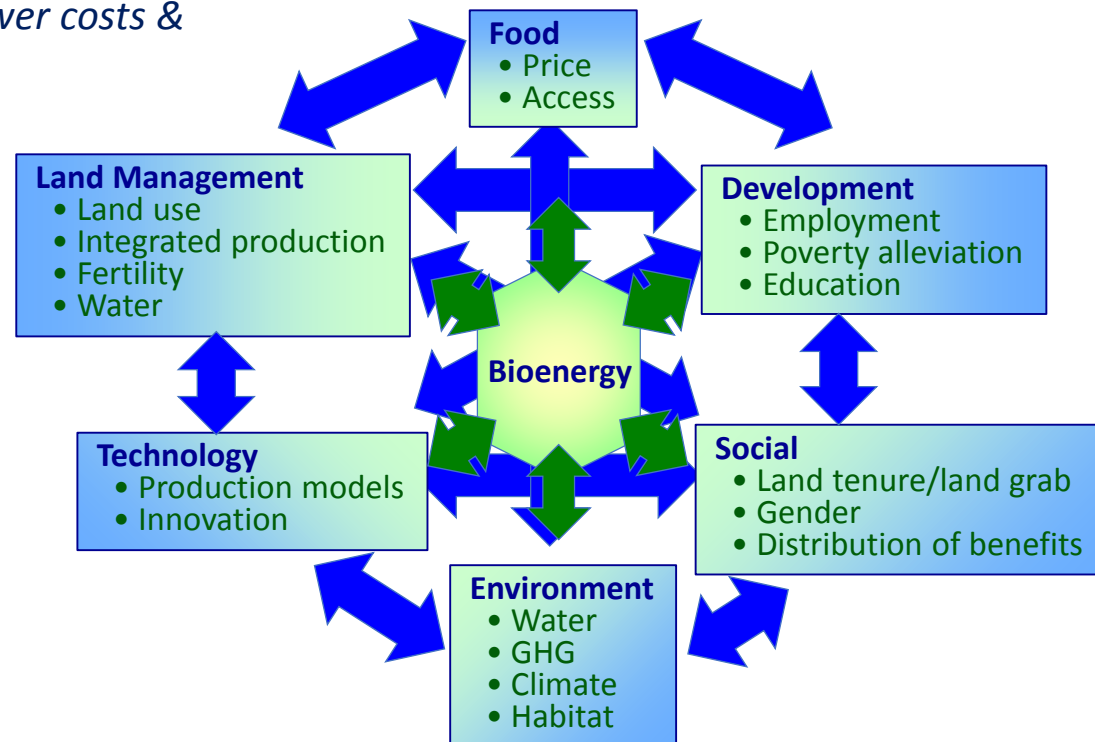 wer costs &
Food
• Price
• Access
Land Management
• Land use
• Integrated production
• Fertility
• Water
Development
• Employment
• Poverty alleviation
• Education
Bioenergy
Technology
• Production models
• Innovation
Social
• Land tenure/land grab
• Gender
• Distribution of benefits
Environment
• Water
• GHG
• Climate
• Habitat